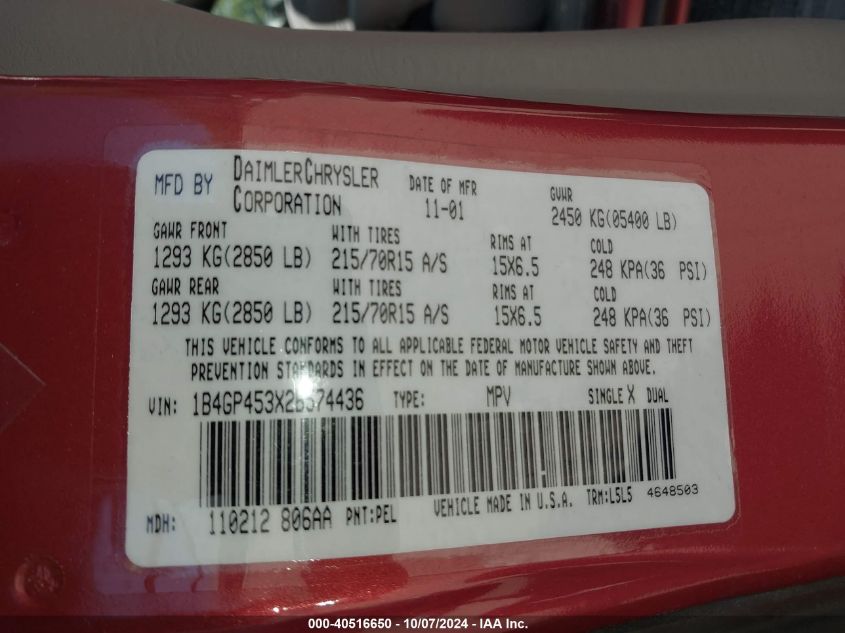 MFD BY DAIMLERCHRYSLER CORPORATION
DATE OF MFR 11-01
GVWR 2450 KG(05400 LB)
GAWR FRONT WITH TIRES RIMS AT COLD
1293 KG(2850 LB) 215/70R15 A/S 15X6.5 248 KPA(36 PSI)
GAWR REAR WITH TIRES RIMS AT COLD
1293 KG(2850 LB) 215/70R15 A/S 15X6.5 248 KPA(36 PSI)
THIS VEHICLE CONFORMS TO ALL APPLICABLE FEDERAL MOTOR VEHICLE SAFETY AND THEFT
PREVENTION STANDARDS IN EFFECT ON THE DATE OF MANUFACTURE SHOWN ABOVE.
VIN: 1B4GP453X2B574436 TYPE: MPV SINGLE X DUAL
MDH: 110212 806AA PNT:PEL VEHICLE MADE IN U.S.A. TRM:L5L5 4648503
000-40516650 - 10/07/2024 - IAA Inc.